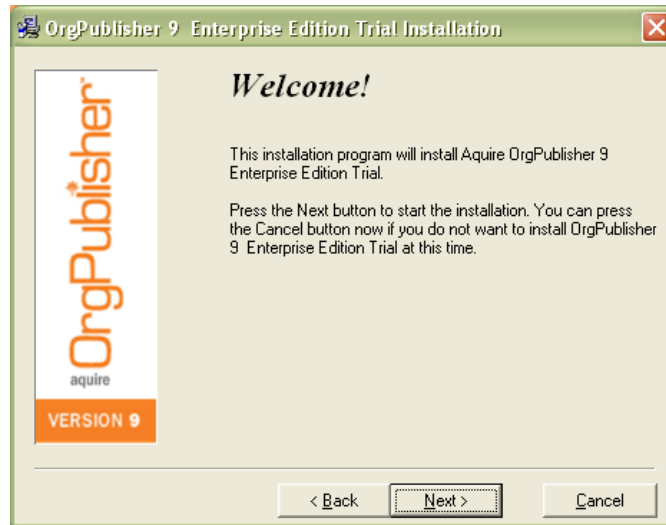 OrgPublisher 9 Enterprise Edition Trial Installation
OrgPublisher
aquire
VERSION 9
Welcome!
This installation program will install Aquire OrgPublisher 9
Enterprise Edition Trial.
Press the Next button to start the installation. You can press
the Cancel button now if you do not want to install OrgPublisher
9 Enterprise Edition Trial at this time.
< Back
Next >
Cancel